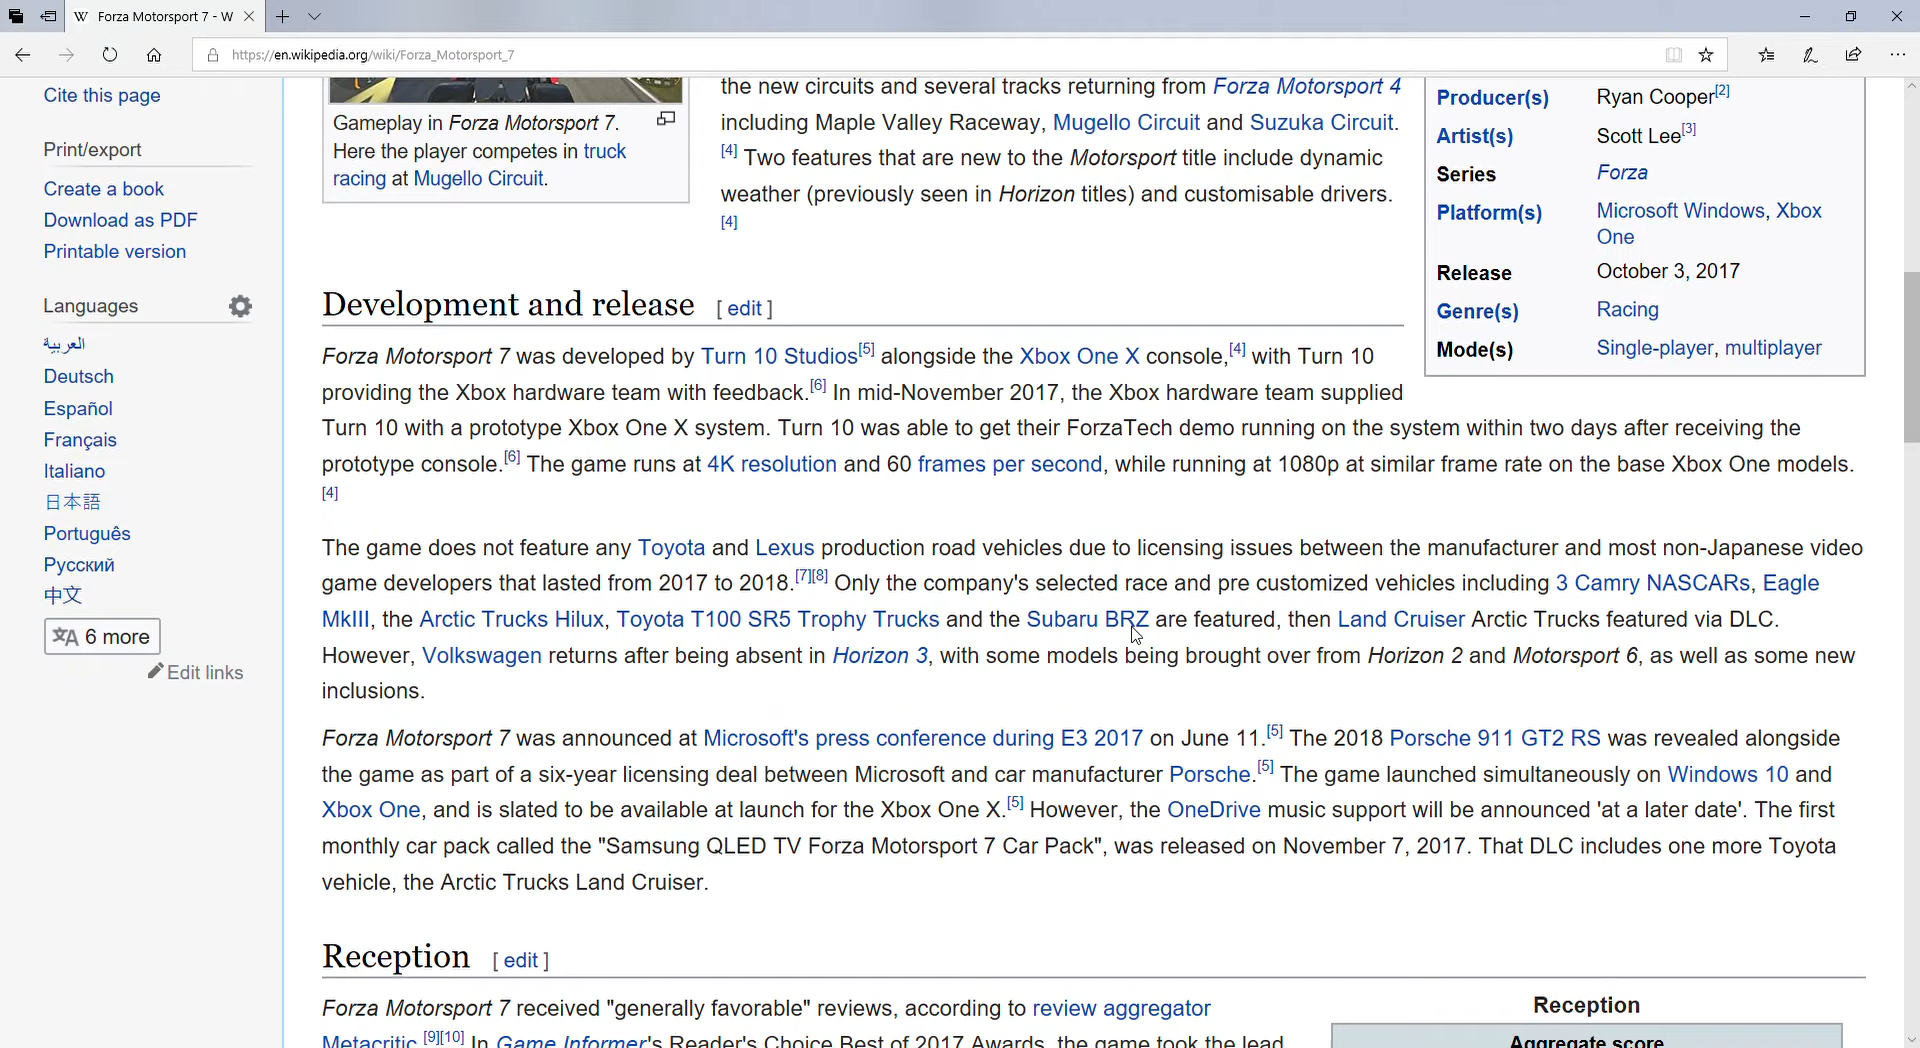 Forza Motorsport 7 - W
https://en.wikipedia.org/wiki/Forza_Motorsport_7
Cite this page
Print/export
Create a book
Download as PDF
Printable version
Languages
العربية
Deutsch
Español
Français
Italiano
日本語
Português
Русский
中文
6 more
Edit links
Gameplay in Forza Motorsport 7.
Here the player competes in truck
racing at Mugello Circuit.
the new circuits and several tracks returning from Forza Motorsport 4
including Maple Valley Raceway, Mugello Circuit and Suzuka Circuit.
[4] Two features that are new to the Motorsport title include dynamic
weather (previously seen in Horizon titles) and customisable drivers.
[4]
Producer(s) Ryan Cooper[2]
Artist(s) Scott Lee[3]
Series Forza
Platform(s) Microsoft Windows, Xbox
One
Release October 3, 2017
Genre(s) Racing
Mode(s) Single-player, multiplayer
Development and release [ edit ]
Forza Motorsport 7 was developed by Turn 10 Studios[5] alongside the Xbox One X console,[4] with Turn 10
providing the Xbox hardware team with feedback.[6] In mid-November 2017, the Xbox hardware team supplied
Turn 10 with a prototype Xbox One X system. Turn 10 was able to get their ForzaTech demo running on the system within two days after receiving the
prototype console.[6] The game runs at 4K resolution and 60 frames per second, while running at 1080p at similar frame rate on the base Xbox One models.
[4]
The game does not feature any Toyota and Lexus production road vehicles due to licensing issues between the manufacturer and most non-Japanese video
game developers that lasted from 2017 to 2018.[7][8] Only the company's selected race and pre customized vehicles including 3 Camry NASCARs, Eagle
MkIII, the Arctic Trucks Hilux, Toyota T100 SR5 Trophy Trucks and the Subaru BRZ are featured, then Land Cruiser Arctic Trucks featured via DLC.
However, Volkswagen returns after being absent in Horizon 3, with some models being brought over from Horizon 2 and Motorsport 6, as well as some new
inclusions.
Forza Motorsport 7 was announced at Microsoft's press conference during E3 2017 on June 11.[5] The 2018 Porsche 911 GT2 RS was revealed alongside
the game as part of a six-year licensing deal between Microsoft and car manufacturer Porsche.[5] The game launched simultaneously on Windows 10 and
Xbox One, and is slated to be available at launch for the Xbox One X.[5] However, the OneDrive music support will be announced 'at a later date'. The first
monthly car pack called the "Samsung QLED TV Forza Motorsport 7 Car Pack", was released on November 7, 2017. That DLC includes one more Toyota
vehicle, the Arctic Trucks Land Cruiser.
Reception [ edit ]
Forza Motorsport 7 received "generally favorable" reviews, according to review aggregator
Metacritic.[9][10] In Game Informer's Reader's Choice Best of 2017 Awards, the game took the lead
Reception
Aggregate score